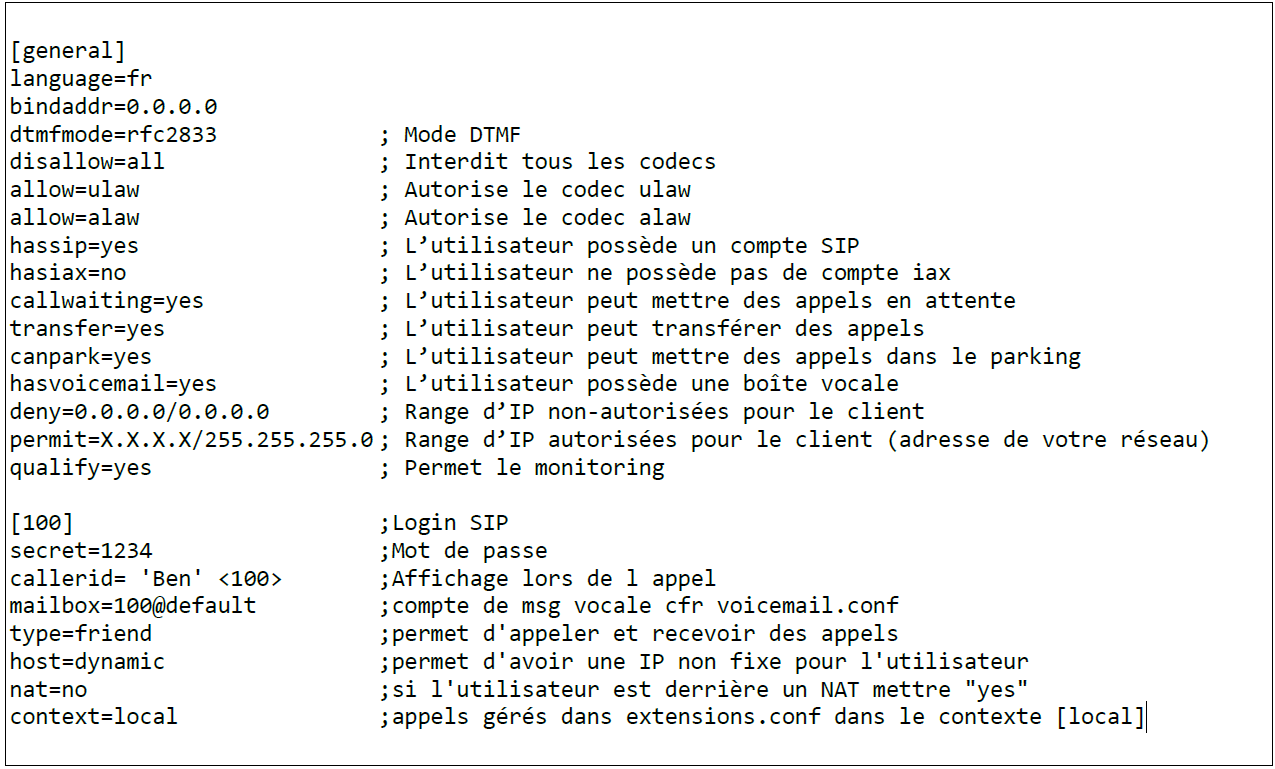 [general]
language=fr
bindaddr=0.0.0.0
dtmfmode=rfc2833 ; Mode DTMF
disallow=all ; Interdit tous les codecs
allow=ulaw ; Autorise le codec ulaw
allow=alaw ; Autorise le codec alaw
hassip=yes ; L’utilisateur possède un compte SIP
hasiax=no ; L’utilisateur ne possède pas de compte iax
callwaiting=yes ; L’utilisateur peut mettre des appels en attente
transfer=yes ; L’utilisateur peut transférer des appels
canpark=yes ; L’utilisateur peut mettre des appels dans le parking
hasvoicemail=yes ; L’utilisateur possède une boîte vocale
deny=0.0.0.0/0.0.0.0 ; Range d’IP non-autorisées pour le client
permit=X.X.X.X/255.255.255.0 ; Range d’IP autorisées pour le client (adresse de votre réseau)
qualify=yes ; Permet le monitoring
[100] ;Login SIP
secret=1234 ;Mot de passe
callerid= 'Ben' <100> ;Affichage lors de l appel
mailbox=100@default ;compte de msg vocale cfr voicemail.conf
type=friend ;permet d'appeler et recevoir des appels
host=dynamic ;permet d'avoir une IP non fixe pour l'utilisateur
nat=no ;si l'utilisateur est derrière un NAT mettre "yes"
context=local ;appels gérés dans extensions.conf dans le contexte [local]